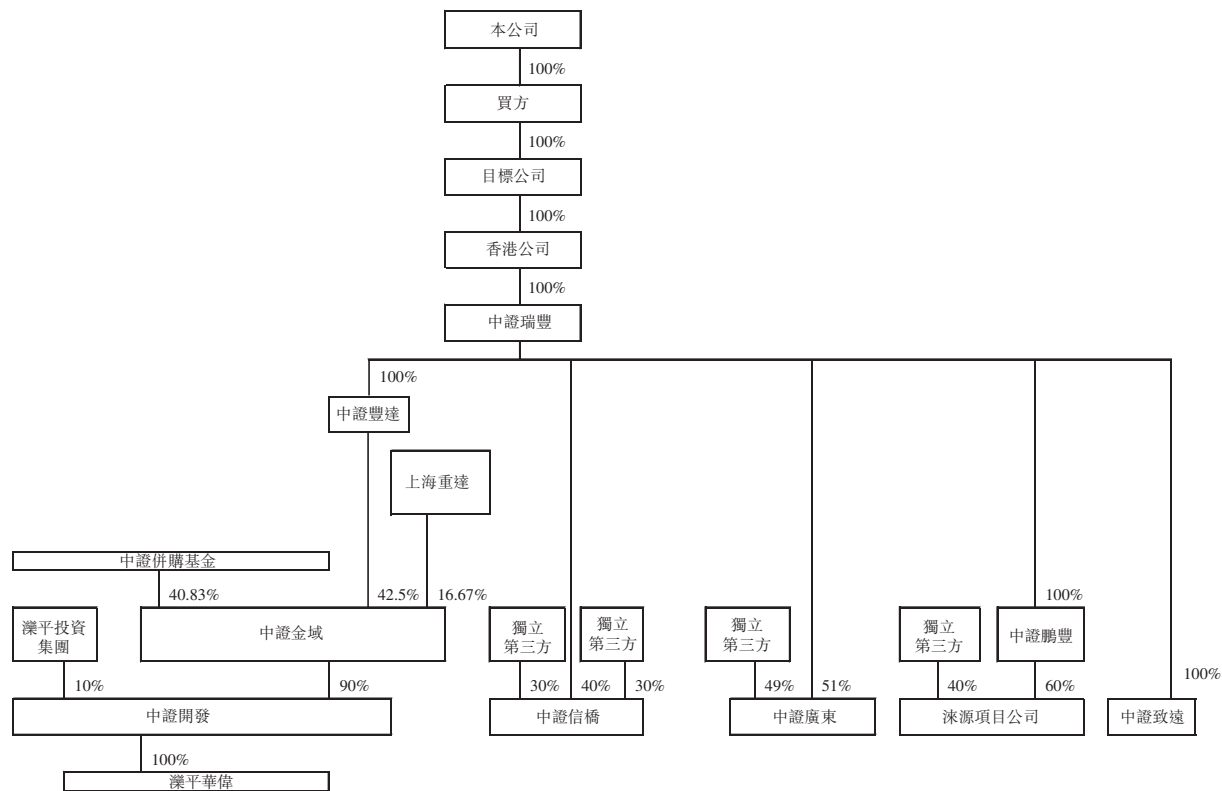 本公司
100%
買方
100%
目標公司
100%
香港公司
100%
中證瑞豐
100%
中證豐達
上海重達
中證併購基金
40.83%
42.5%
16.67%
100%
灤平投資
集團
中證金域
獨立
第三方
獨立
第三方
獨立
第三方
獨立
第三方
中證鵬豐
10%
90%
30%
40%
30%
49%
51%
40%
60%
100%
中證開發
中證信橋
中證廣東
淶源項目公司
中證致遠
100%
灤平華偉